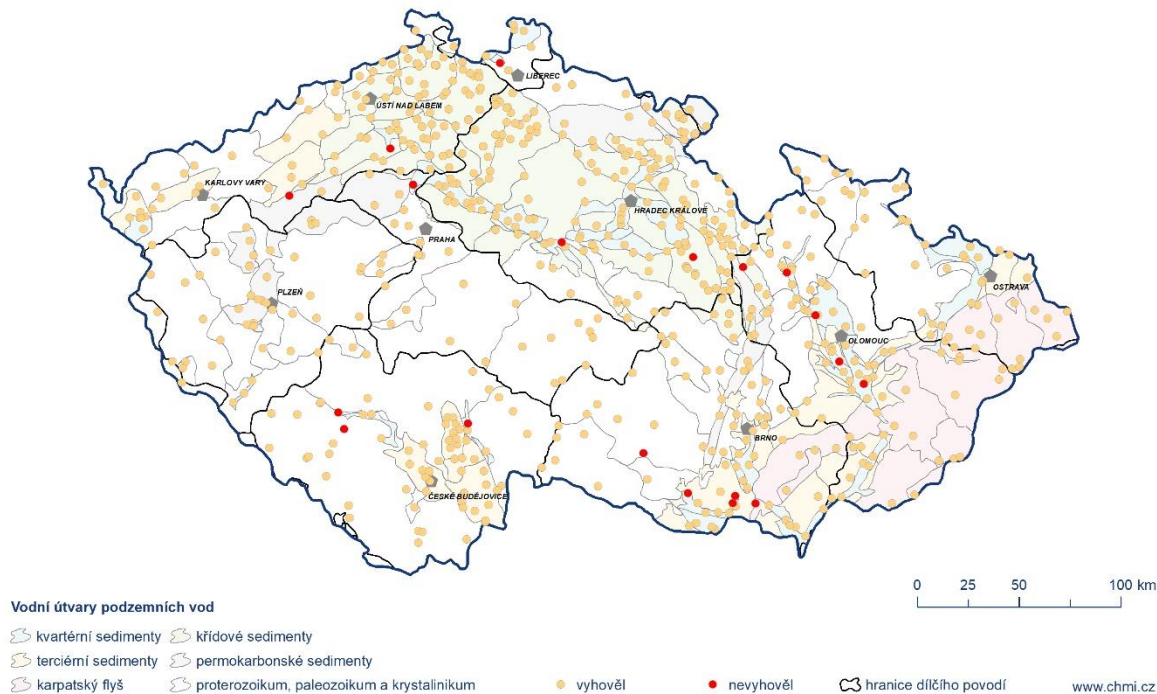 LIBEREC
ÚSTÍ NAD LABEM
KARLOVY VARY
HRADEC KRÁLOVÉ
PRAHA
PLZEŇ
OSTRAVA
OLOMOUC
BRNO
ČESKÉ BUDĚJOVICE
0 25 50 100 km
Vodní útvary podzemních vod
kvartérní sedimenty křídové sedimenty
terciérní sedimenty permokarbonské sedimenty
karpatský flyš proterozoikum, paleozoikum a krystalinikum vyhověl nevyhověl hranice dílčího povodí www.chmi.cz